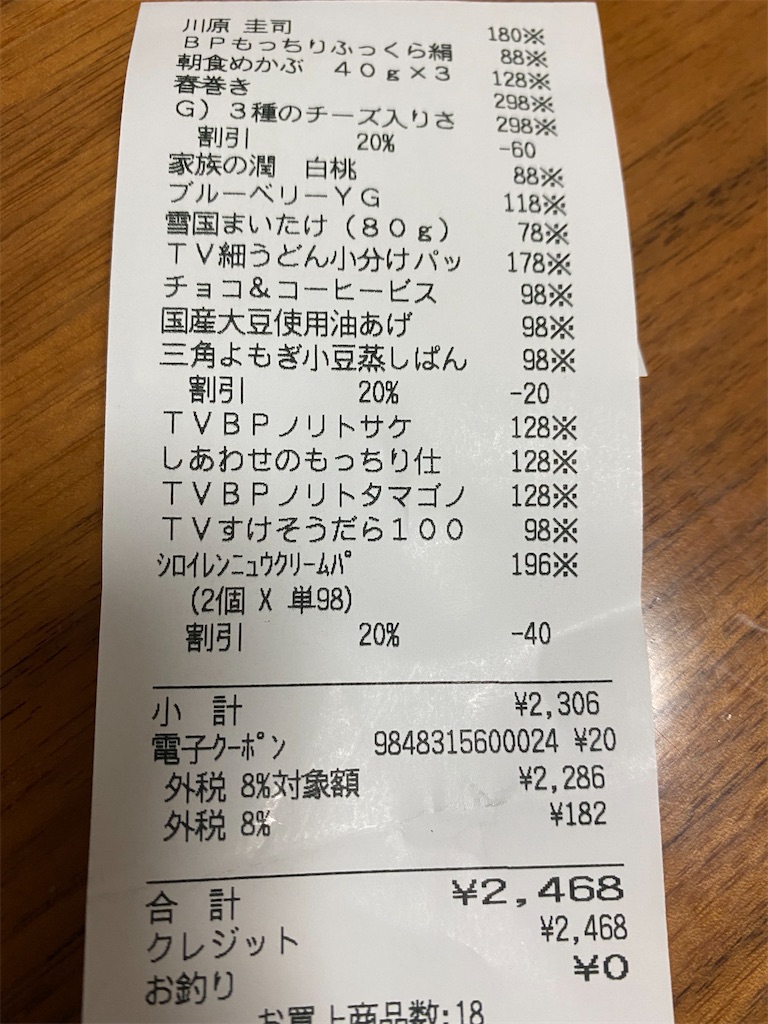 川原 圭司 180※
BPもっちりふっくら絹 88※
朝食めかぶ 40g×3 128※
春巻き 298※
G)3種のチーズ入りさ 298※
割引 20% -60
家族の潤 白桃 88※
ブルーベリーYG 118※
雪国まいたけ(80g) 78※
TV細うどん小分けパッ 178※
チョコ&コーヒービス 98※
国産大豆使用油あげ 98※
三角よもぎ小豆蒸しぱん 98※
割引 20% -20
TVBPノリトサケ 128※
しあわせのもっちり仕 128※
TVBPノリトタマゴノ 128※
TVすけそうだら100 98※
シロイレンニュウクリームパ 196※
(2個 X 単98)
割引 20% -40
小 計 ¥2,306
電子クーポン 9848315600024 ¥20
外税 8%対象額 ¥2,286
外税 8% ¥182
合 計 ¥2,468
クレジット ¥2,468
お釣り ¥0
お買上商品数:18